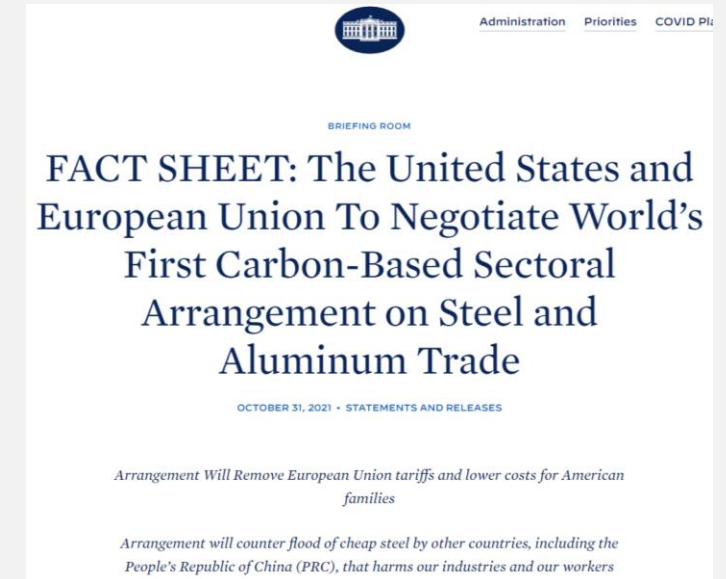 Administration Priorities COVID
BRIEFING ROOM
FACT SHEET: The United States and
European Union To Negotiate World’s
First Carbon-Based Sectoral
Arrangement on Steel and
Aluminum Trade
OCTOBER 31, 2021 • STATEMENTS AND RELEASES
Arrangement Will Remove European Union tariffs and lower costs for American
families
Arrangement will counter flood of cheap steel by other countries, including the
People’s Republic of China (PRC), that harms our industries and our workers